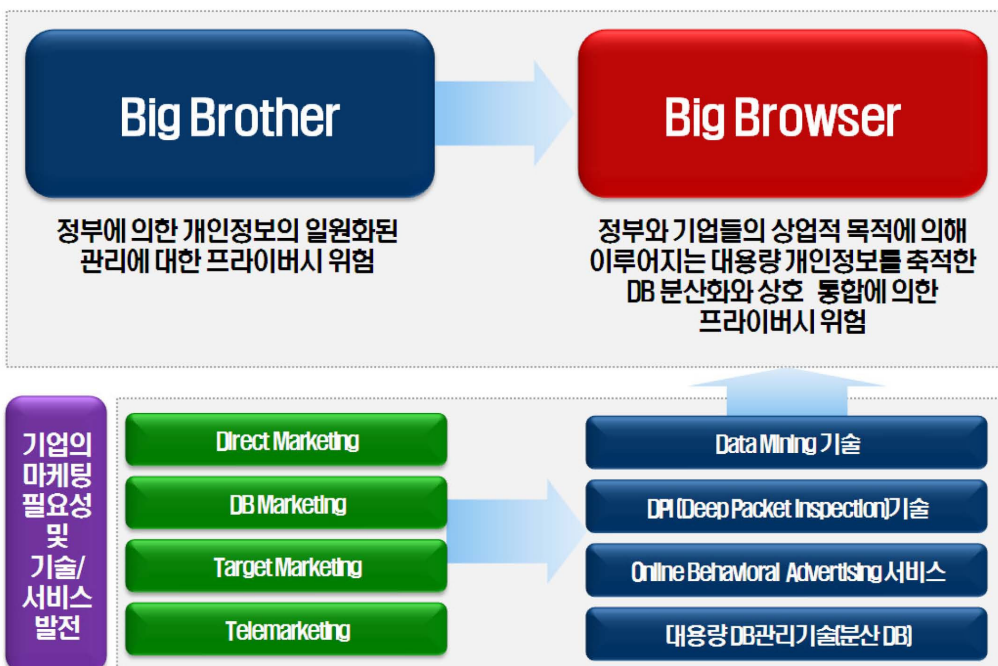 Big Brother
Big Browser
정부에 의한 개인정보의 일원화된
관리에 대한 프라이버시 위험
정부와 기업들의 상업적 목적에 의해
이루어지는 대용량 개인정보를 축적한
DB 분산화와 상호 통합에 의한
프라이버시 위험
기업의
마케팅
필요성
및
기술/
서비스
발전
Direct Marketing
DB Marketing
Target Marketing
Telemarketing
Data Mining 기술
DPI (Deep Packet Inspection)기술
Online Behavioral Advertising 서비스
대용량 DB관리기술(분산 DB)